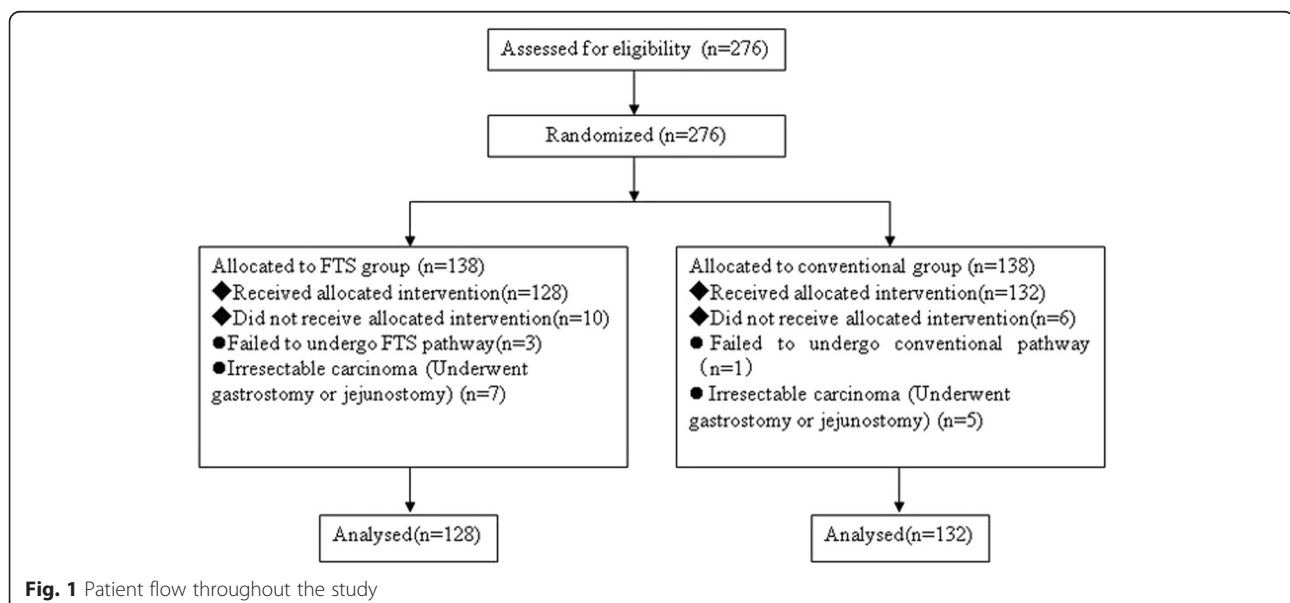 Assessed for eligibility (n=276)
Randomized (n=276)
Allocated to FTS group (n=138)
◆Received allocated intervention(n=128)
◆Did not receive allocated intervention(n=10)
●Failed to undergo FTS pathway(n=3)
●Irresectable carcinoma (Underwent
gastrostomy or jejunostomy) (n=7)
Allocated to conventional group (n=138)
◆Received allocated intervention(n=132)
◆Did not receive allocated intervention(n=6)
● Failed to undergo conventional pathway
(n=1)
● Irresectable carcinoma (Underwent
gastrostomy or jejunostomy) (n=5)
Analysed(n=128)
Analysed(n=132)
Fig. 1 Patient flow throughout the study